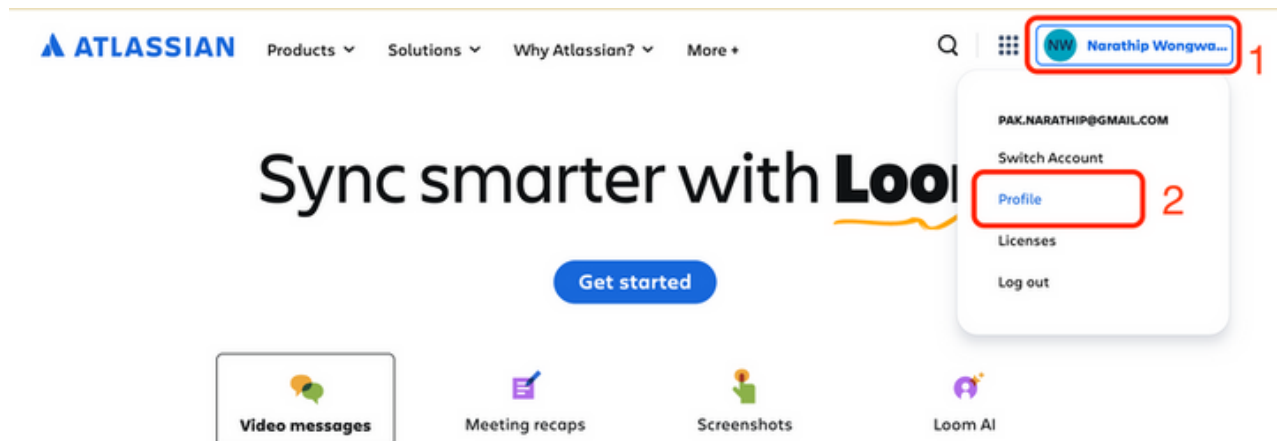 ATLASSIAN Products Solutions Why Atlassian? More + NW Narathip Wongwa... 1
PAK.NARATHIP@GMAIL.COM
Switch Account
Sync smarter with Loo
Profile 2
Licenses
Get started
Log out
Video messages Meeting recaps Screenshots Loom AI